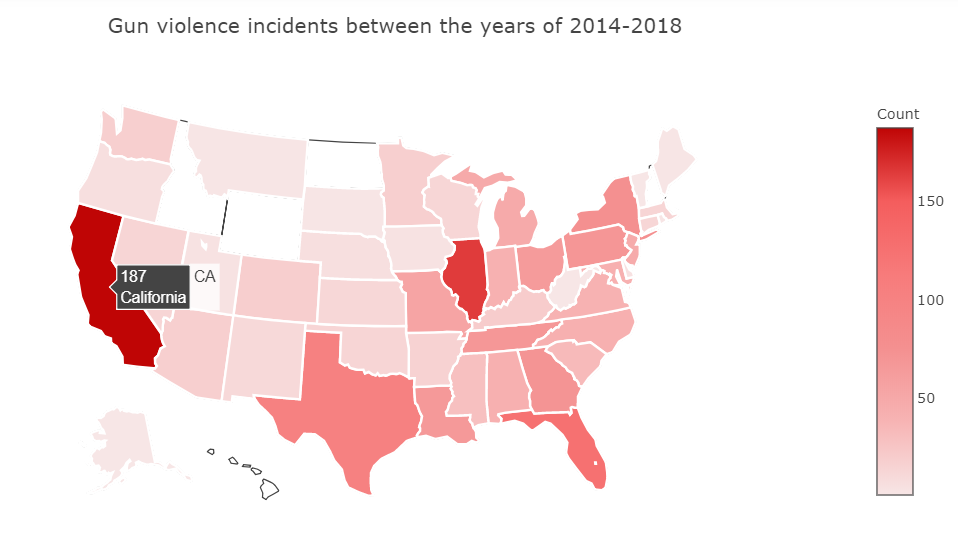 Gun violence incidents between the years of 2014-2018
Count
150
100
50
187
California
CA